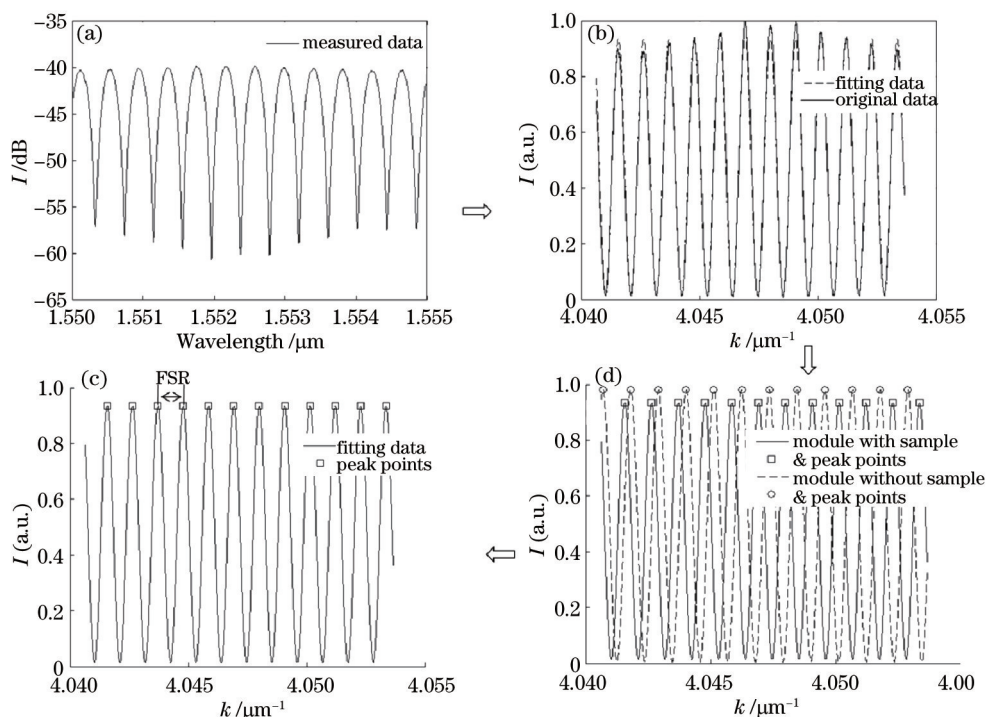 (a)
measured data
I /dB
−35
−40
−45
−50
−55
−60
−65
1.550
1.551
1.552
1.553
1.554
1.555
Wavelength /μm
(b)
fitting data
original data
I (a.u.)
1.0
0.8
0.6
0.4
0.2
0
4.040
4.045
4.050
4.055
k /μm⁻¹
(c)
FSR
fitting data
peak points
I (a.u.)
1.0
0.8
0.6
0.4
0.2
0
4.040
4.045
4.050
4.055
k /μm⁻¹
(d)
module with sample
& peak points
module without sample
& peak points
I (a.u.)
1.0
0.8
0.6
0.4
0.2
0
4.040
4.045
4.050
4.00
k /μm⁻¹